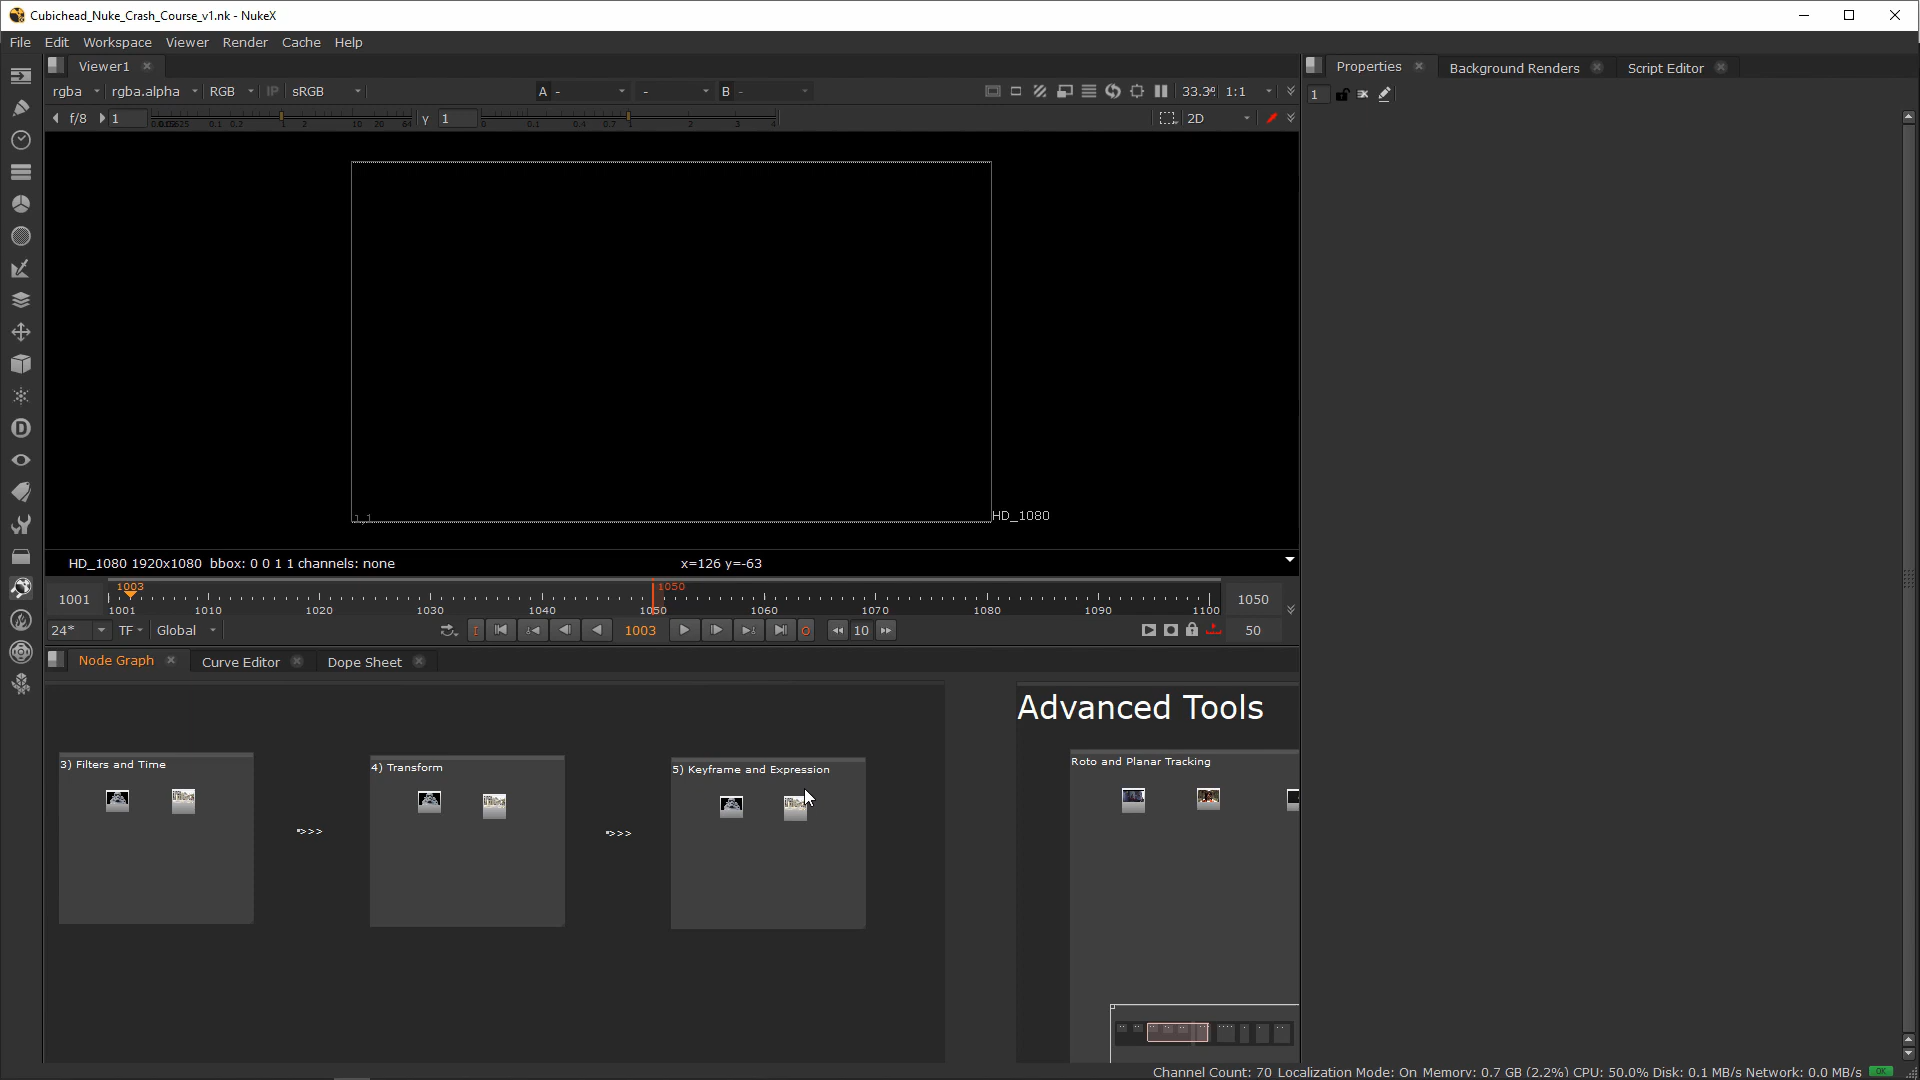 Cubichead_Nuke_Crash_Course_v1.nk - NukeX
File Edit Workspace Viewer Render Cache Help
Viewer1
Properties
Background Renders
Script Editor
rgba rgba.alpha RGB IP sRGB A - - B - 33.3% 1:1
1
f/8 1 y 1 2D
1,1
HD_1080
HD_1080 1920x1080 bbox: 0 0 1 1 channels: none x=126 y=-63
1003 1050
1001 1050
1001 1010 1020 1030 1040 1050 1060 1070 1080 1090 1100
24* TF Global 1003 10 50
Node Graph Curve Editor Dope Sheet
Advanced Tools
3) Filters and Time
4) Transform
5) Keyframe and Expression
Roto and Planar Tracking
>>>
>>>
Channel Count: 70 Localization Mode: On Memory: 0.7 GB (2.2%) CPU: 50.0% Disk: 0.1 MB/s Network: 0.0 MB/s OK